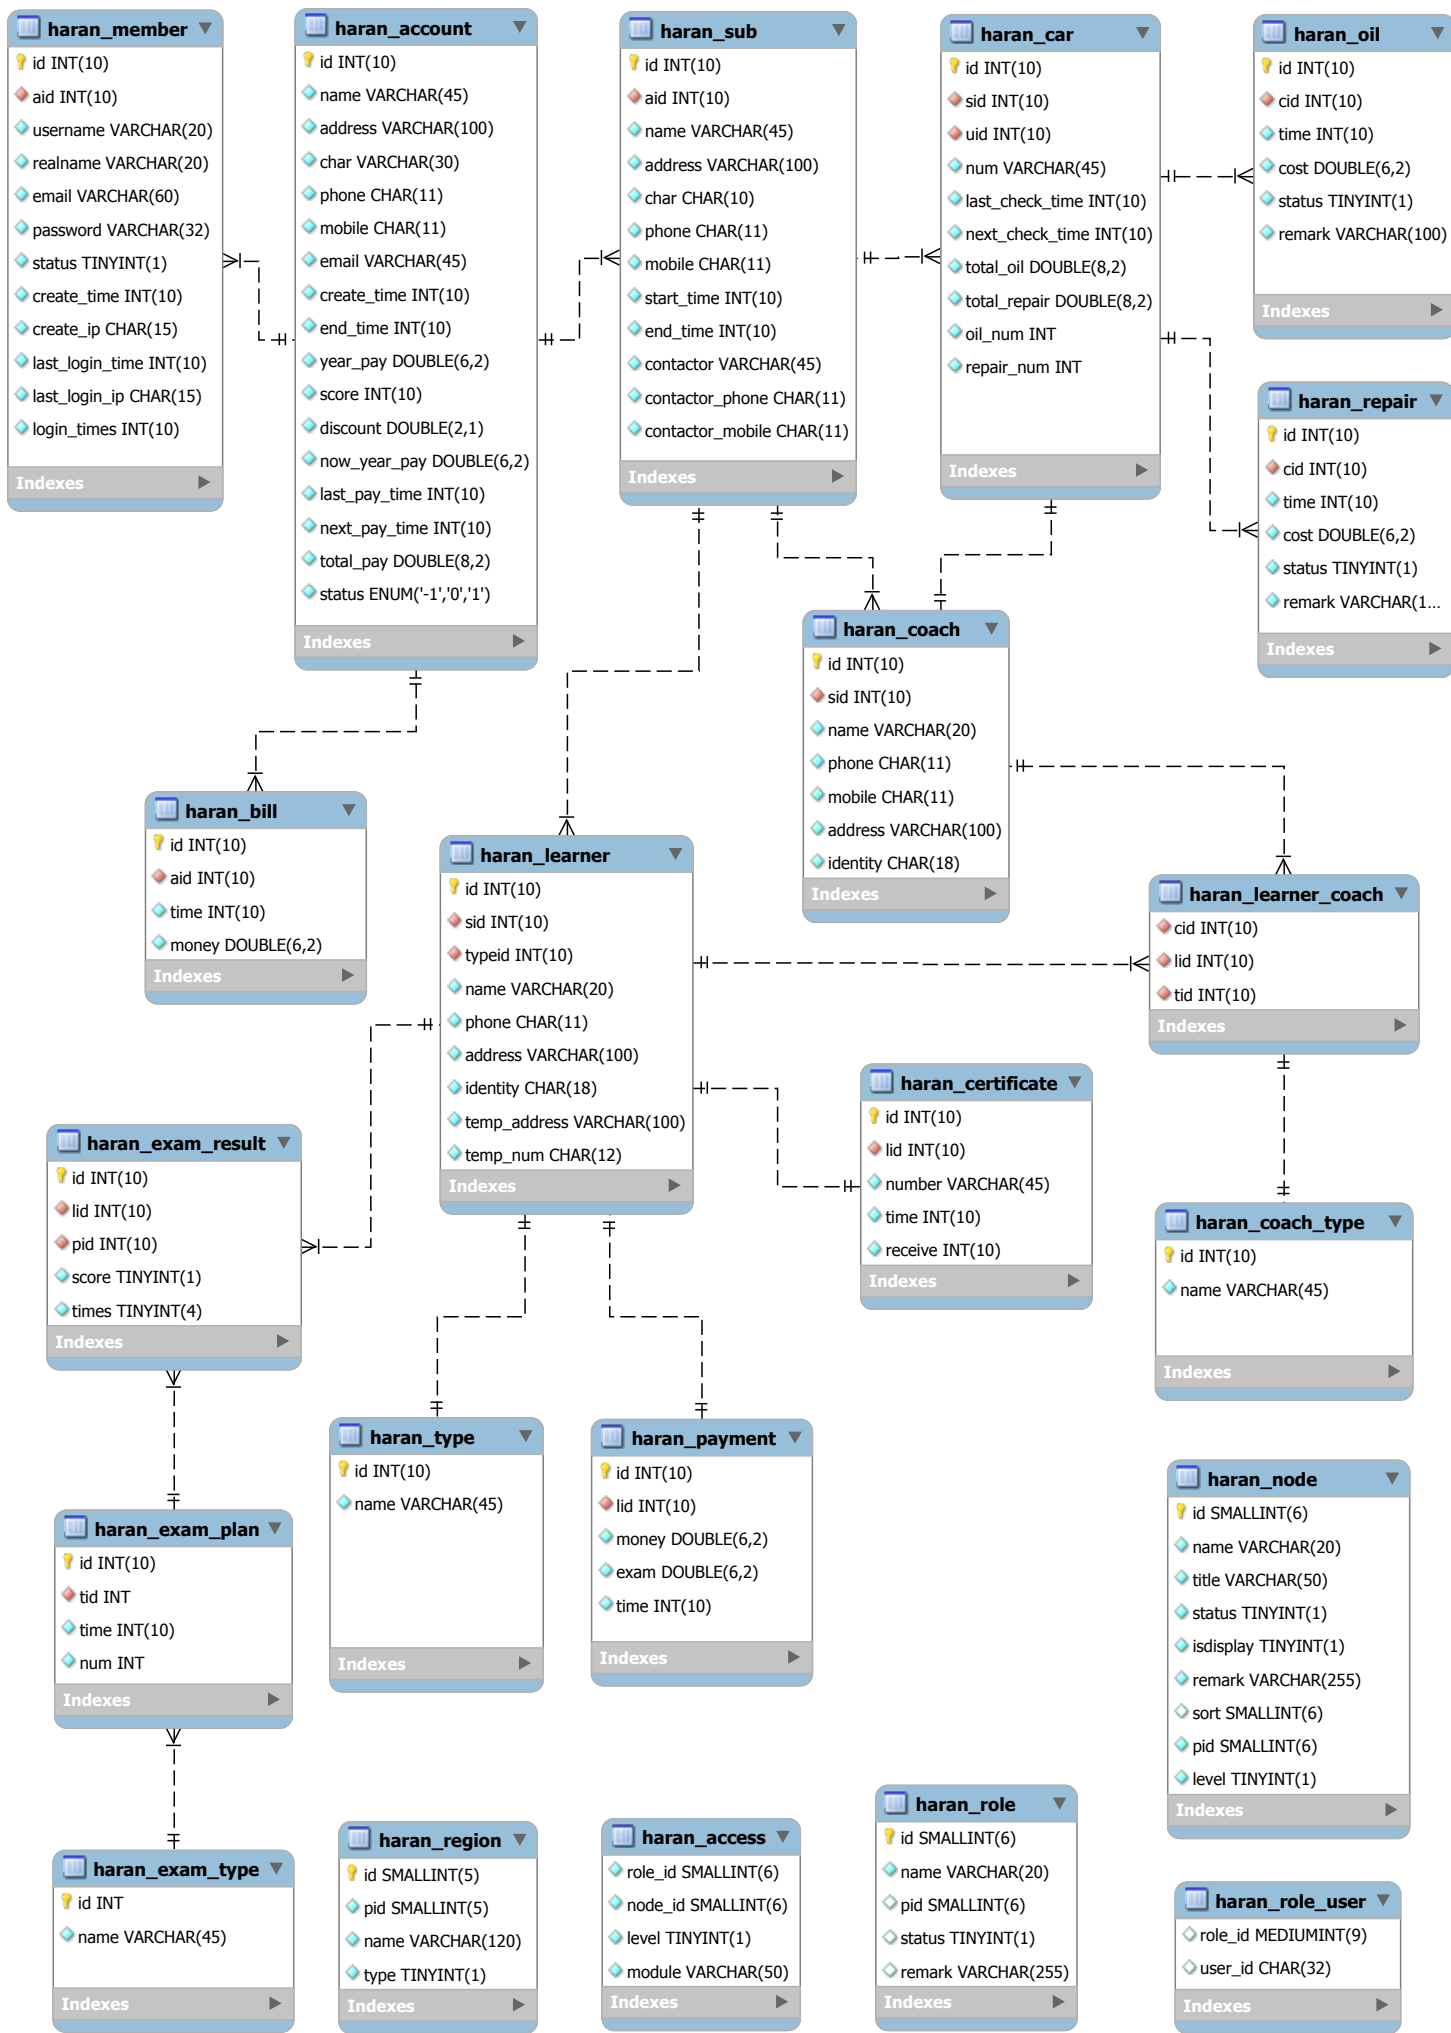 haran_member
id INT(10)
aid INT(10)
username VARCHAR(20)
realname VARCHAR(20)
email VARCHAR(60)
password VARCHAR(32)
status TINYINT(1)
create_time INT(10)
create_ip CHAR(15)
last_login_time INT(10)
last_login_ip CHAR(15)
login_times INT(10)
Indexes
haran_account
id INT(10)
name VARCHAR(45)
address VARCHAR(100)
char VARCHAR(30)
phone CHAR(11)
mobile CHAR(11)
email VARCHAR(45)
create_time INT(10)
end_time INT(10)
year_pay DOUBLE(6,2)
score INT(10)
discount DOUBLE(2,1)
now_year_pay DOUBLE(6,2)
last_pay_time INT(10)
next_pay_time INT(10)
total_pay DOUBLE(8,2)
status ENUM('-1','0','1')
Indexes
haran_sub
id INT(10)
aid INT(10)
name VARCHAR(45)
address VARCHAR(100)
char CHAR(10)
phone CHAR(11)
mobile CHAR(11)
start_time INT(10)
end_time INT(10)
contactor VARCHAR(45)
contactor_phone CHAR(11)
contactor_mobile CHAR(11)
Indexes
haran_car
id INT(10)
sid INT(10)
uid INT(10)
num VARCHAR(45)
last_check_time INT(10)
next_check_time INT(10)
total_oil DOUBLE(8,2)
total_repair DOUBLE(8,2)
oil_num INT
repair_num INT
Indexes
haran_oil
id INT(10)
cid INT(10)
time INT(10)
cost DOUBLE(6,2)
status TINYINT(1)
remark VARCHAR(100)
Indexes
haran_repair
id INT(10)
cid INT(10)
time INT(10)
cost DOUBLE(6,2)
status TINYINT(1)
remark VARCHAR(1...
Indexes
haran_coach
id INT(10)
sid INT(10)
name VARCHAR(20)
phone CHAR(11)
mobile CHAR(11)
address VARCHAR(100)
identity CHAR(18)
Indexes
haran_bill
id INT(10)
aid INT(10)
time INT(10)
money DOUBLE(6,2)
Indexes
haran_learner
id INT(10)
sid INT(10)
typeid INT(10)
name VARCHAR(20)
phone CHAR(11)
address VARCHAR(100)
identity CHAR(18)
temp_address VARCHAR(100)
temp_num CHAR(12)
Indexes
haran_learner_coach
cid INT(10)
lid INT(10)
tid INT(10)
Indexes
haran_certificate
id INT(10)
lid INT(10)
number VARCHAR(45)
time INT(10)
receive INT(10)
Indexes
haran_exam_result
id INT(10)
lid INT(10)
pid INT(10)
score TINYINT(1)
times TINYINT(4)
Indexes
haran_coach_type
id INT(10)
name VARCHAR(45)
Indexes
haran_type
id INT(10)
name VARCHAR(45)
Indexes
haran_payment
id INT(10)
lid INT(10)
money DOUBLE(6,2)
exam DOUBLE(6,2)
time INT(10)
Indexes
haran_node
id SMALLINT(6)
name VARCHAR(20)
title VARCHAR(50)
status TINYINT(1)
isdisplay TINYINT(1)
remark VARCHAR(255)
sort SMALLINT(6)
pid SMALLINT(6)
level TINYINT(1)
Indexes
haran_exam_plan
id INT(10)
tid INT
time INT(10)
num INT
Indexes
haran_exam_type
id INT
name VARCHAR(45)
Indexes
haran_region
id SMALLINT(5)
pid SMALLINT(5)
name VARCHAR(120)
type TINYINT(1)
Indexes
haran_access
role_id SMALLINT(6)
node_id SMALLINT(6)
level TINYINT(1)
module VARCHAR(50)
Indexes
haran_role
id SMALLINT(6)
name VARCHAR(20)
pid SMALLINT(6)
status TINYINT(1)
remark VARCHAR(255)
Indexes
haran_role_user
role_id MEDIUMINT(9)
user_id CHAR(32)
Indexes